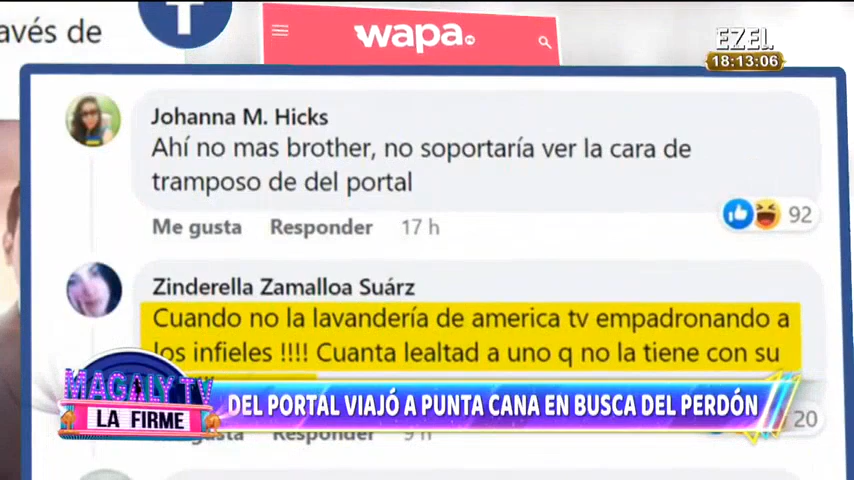 avés de
f
wapa.
EZEL
18:13:06
Johanna M. Hicks
Ahí no mas brother, no soportaría ver la cara de
tramposo de del portal
Me gusta Responder 17 h
92
Zinderella Zamalloa Suárz
Cuando no la lavandería de america tv empadronando a
los infieles !!!! Cuanta lealtad a uno q no la tiene con su
MAGALY TV
LA FIRME
DEL PORTAL VIAJÓ A PUNTA CANA EN BUSCA DEL PERDÓN
gusta Responder 9 h
20